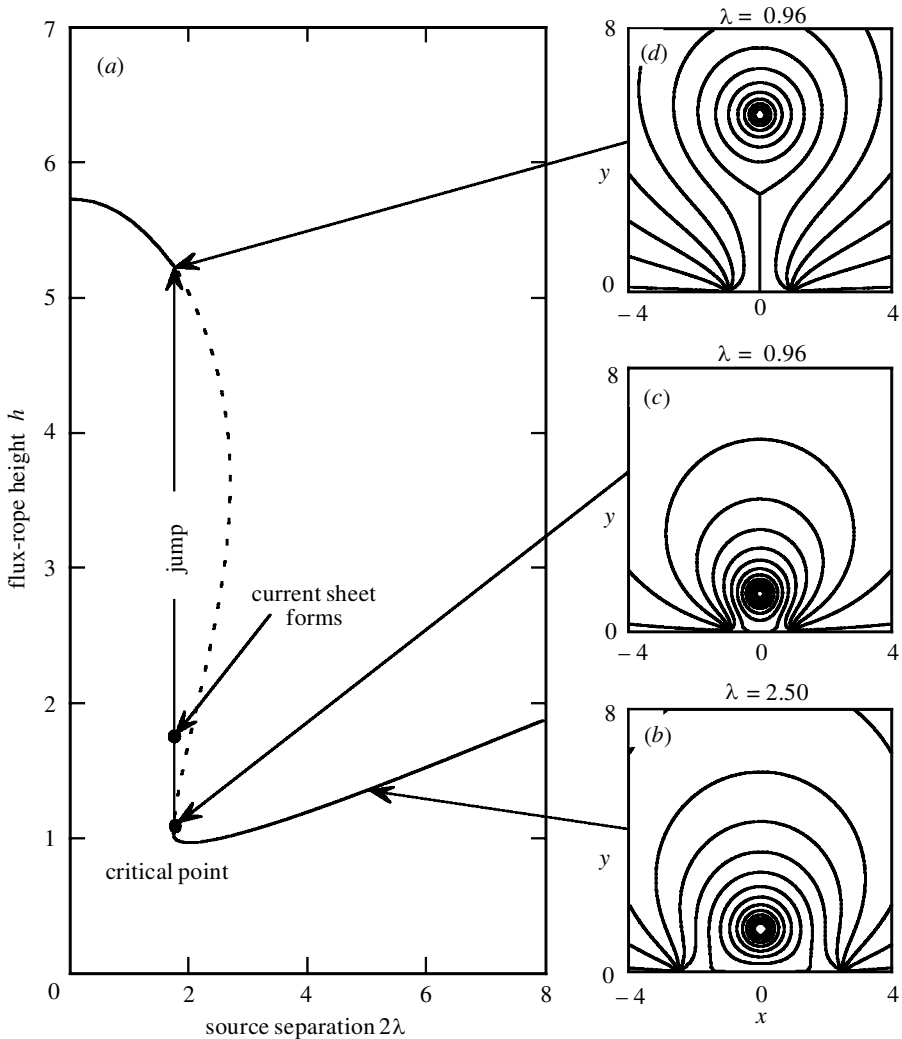 (a)
7
6
5
4
3
2
1
0
2
4
6
8
flux-rope height h
source separation 2λ
jump
current sheet
forms
critical point
λ = 0.96
(d)
8
y
0
– 4
0
4
λ = 0.96
(c)
8
y
0
– 4
0
4
λ = 2.50
(b)
8
y
0
– 4
0
4
x